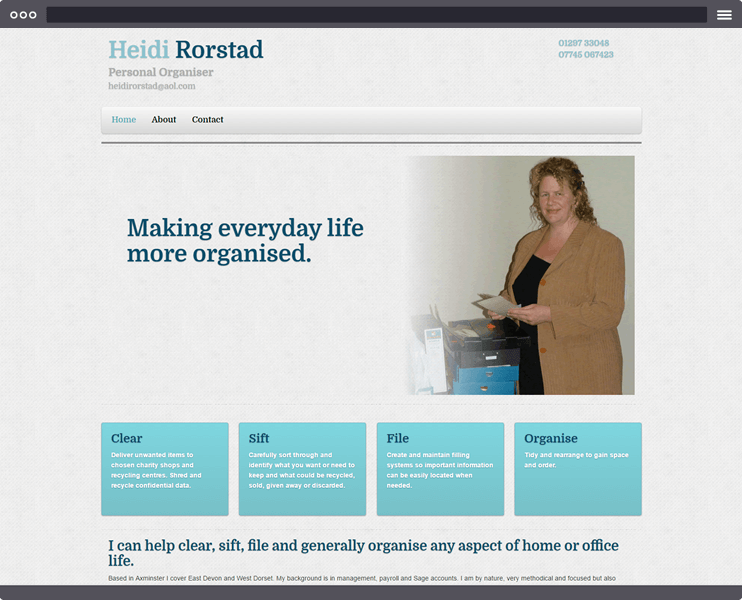 Heidi Rorstad
Personal Organiser
heidirorstad@aol.com
01297 33045
07745 067423
Home About Contact
Making everyday life
more organised.
Clear
Deliver unwanted items to
chosen charity shops and
recycling centres. Shred and
recycle confidential data.
Sift
Carefully sort through and
identify what you want or need to
keep and what could be recycled,
sold, given away or discarded.
File
Create and maintain filling
systems so important information
can be easily located when
needed.
Organise
Tidy and rearrange to gain space
and order.
I can help clear, sift, file and generally organise any aspect of home or office
life.
Based in Axminster I cover East Devon and West Dorset. My background is in management, payroll and Sage accounts. I am by nature, very methodical and focused but also